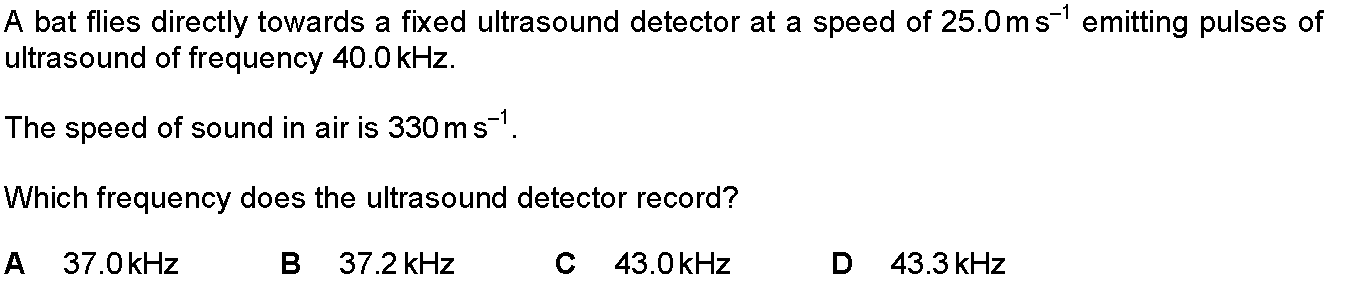 A bat flies directly towards a fixed ultrasound detector at a speed of 25.0 m s⁻¹ emitting pulses of
ultrasound of frequency 40.0 kHz.
The speed of sound in air is 330 m s⁻¹.
Which frequency does the ultrasound detector record?
A 37.0 kHz B 37.2 kHz C 43.0 kHz D 43.3 kHz